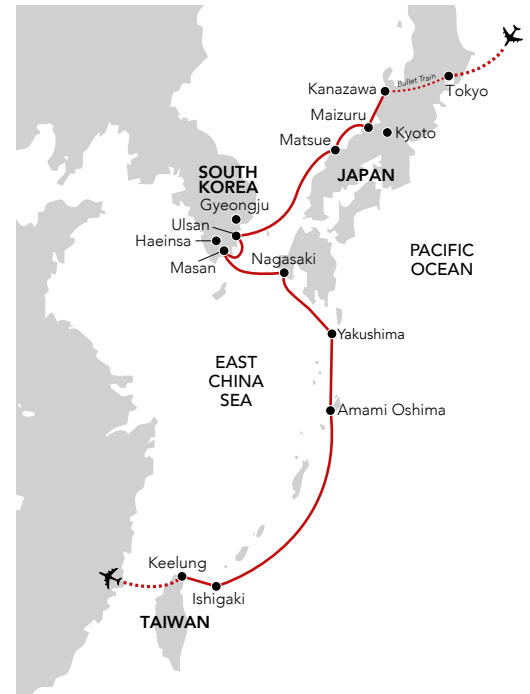 Bullet Train
Kanazawa
Tokyo
Maizuru
Kyoto
Matsue
SOUTH
KOREA
JAPAN
Gyeongju
Ulsan
Haeinsa
Masan
Nagasaki
PACIFIC
OCEAN
Yakushima
EAST
CHINA
SEA
Amami Oshima
Keelung
Ishigaki
TAIWAN